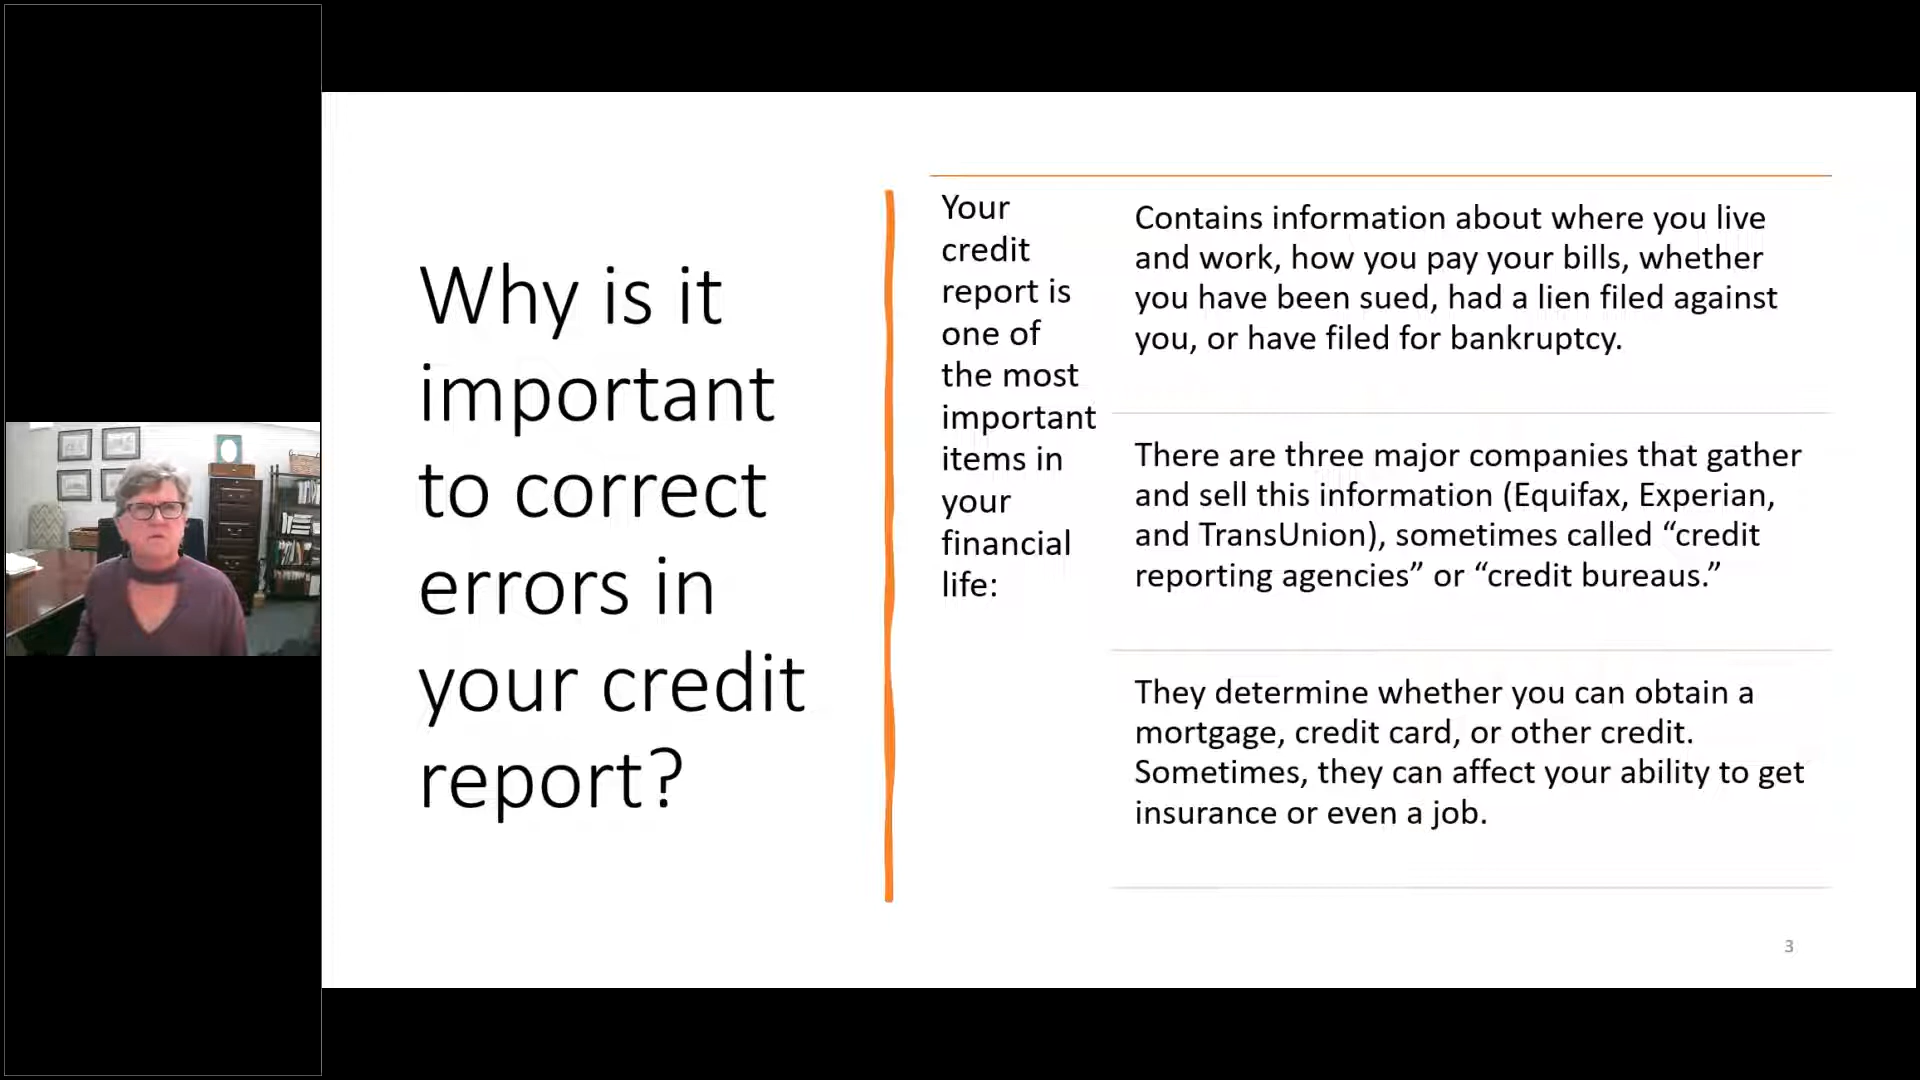 Why is it
important
to correct
errors in
your credit
report?
Your
credit
report is
one of
the most
important
items in
your
financial
life:
Contains information about where you live
and work, how you pay your bills, whether
you have been sued, had a lien filed against
you, or have filed for bankruptcy.
There are three major companies that gather
and sell this information (Equifax, Experian,
and TransUnion), sometimes called “credit
reporting agencies” or “credit bureaus.”
They determine whether you can obtain a
mortgage, credit card, or other credit.
Sometimes, they can affect your ability to get
insurance or even a job.
3